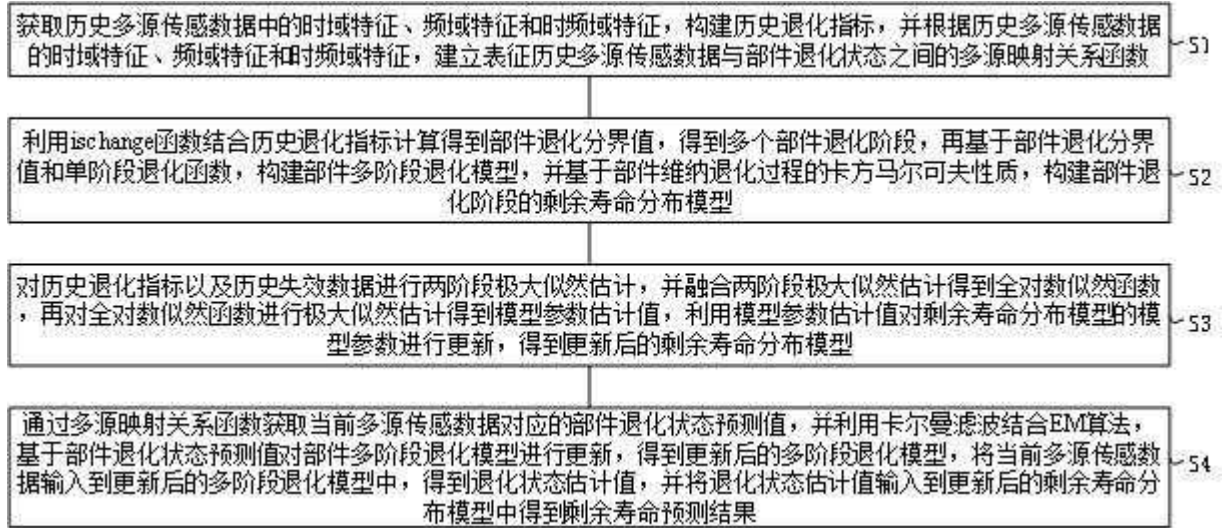 获取历史多源传感数据中的时域特征、频域特征和时频域特征，构建历史退化指标，并根据历史多源传感数据
的时域特征、频域特征和时频域特征，建立表征历史多源传感数据与部件退化状态之间的多源映射关系函数
S1
利用ischange函数结合历史退化指标计算得到部件退化分界值，得到多个部件退化阶段，再基于部件退化分界
值和单阶段退化函数，构建部件多阶段退化模型，并基于部件维纳退化过程的卡方马尔可夫性质，构建部件退
化阶段的剩余寿命分布模型
S2
对历史退化指标以及历史失效数据进行两阶段极大似然估计，并融合两阶段极大似然估计得到全对数似然函数
，再对全对数似然函数进行极大似然估计得到模型参数估计值，利用模型参数估计值对剩余寿命分布模型的模
型参数进行更新，得到更新后的剩余寿命分布模型
S3
通过多源映射关系函数获取当前多源传感数据对应的部件退化状态预测值，并利用卡尔曼滤波结合EM算法，
基于部件退化状态预测值对部件多阶段退化模型进行更新，得到更新后的多阶段退化模型，将当前多源传感数
据输入到更新后的多阶段退化模型中，得到退化状态估计值，并将退化状态估计值输入到更新后的剩余寿命分
布模型中得到剩余寿命预测结果
S4